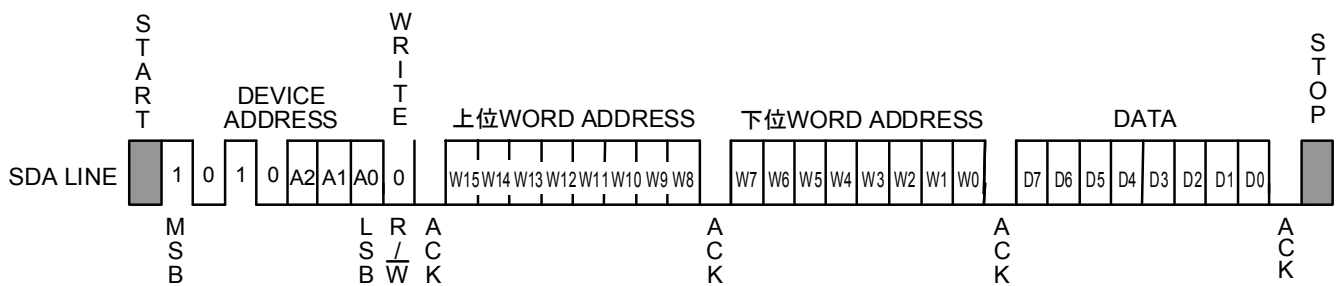 START
WRITE
STOP
DEVICE
ADDRESS
上位WORD ADDRESS
下位WORD ADDRESS
DATA
SDA LINE
1 0 1 0 A2 A1 A0 0
W15 W14 W13 W12 W11 W10 W9 W8
W7 W6 W5 W4 W3 W2 W1 W0
D7 D6 D5 D4 D3 D2 D1 D0
MSB
LSB
R/W
ACK
ACK
ACK
ACK